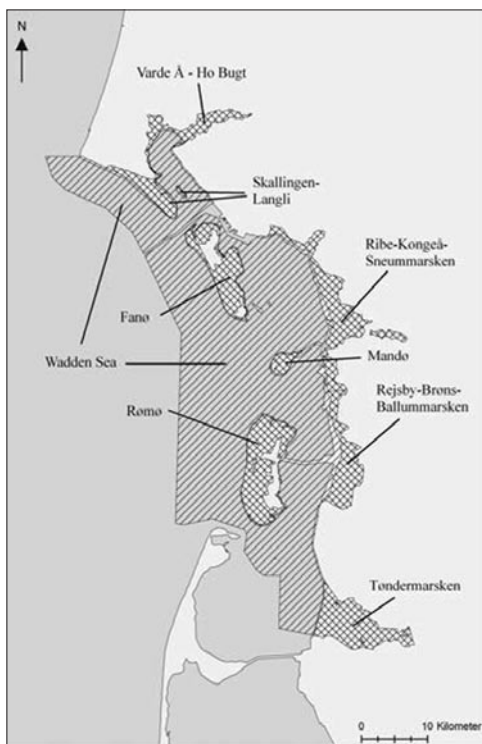 N
Varde Å - Ho Bugt
Skallingen-
Langli
Ribe-Kongeå-
Sneummarsken
Fanø
Wadden Sea
Mandø
Rejsby-Brøns-
Ballummarsken
Rømø
Tøndermarsken
0 10 Kilometer